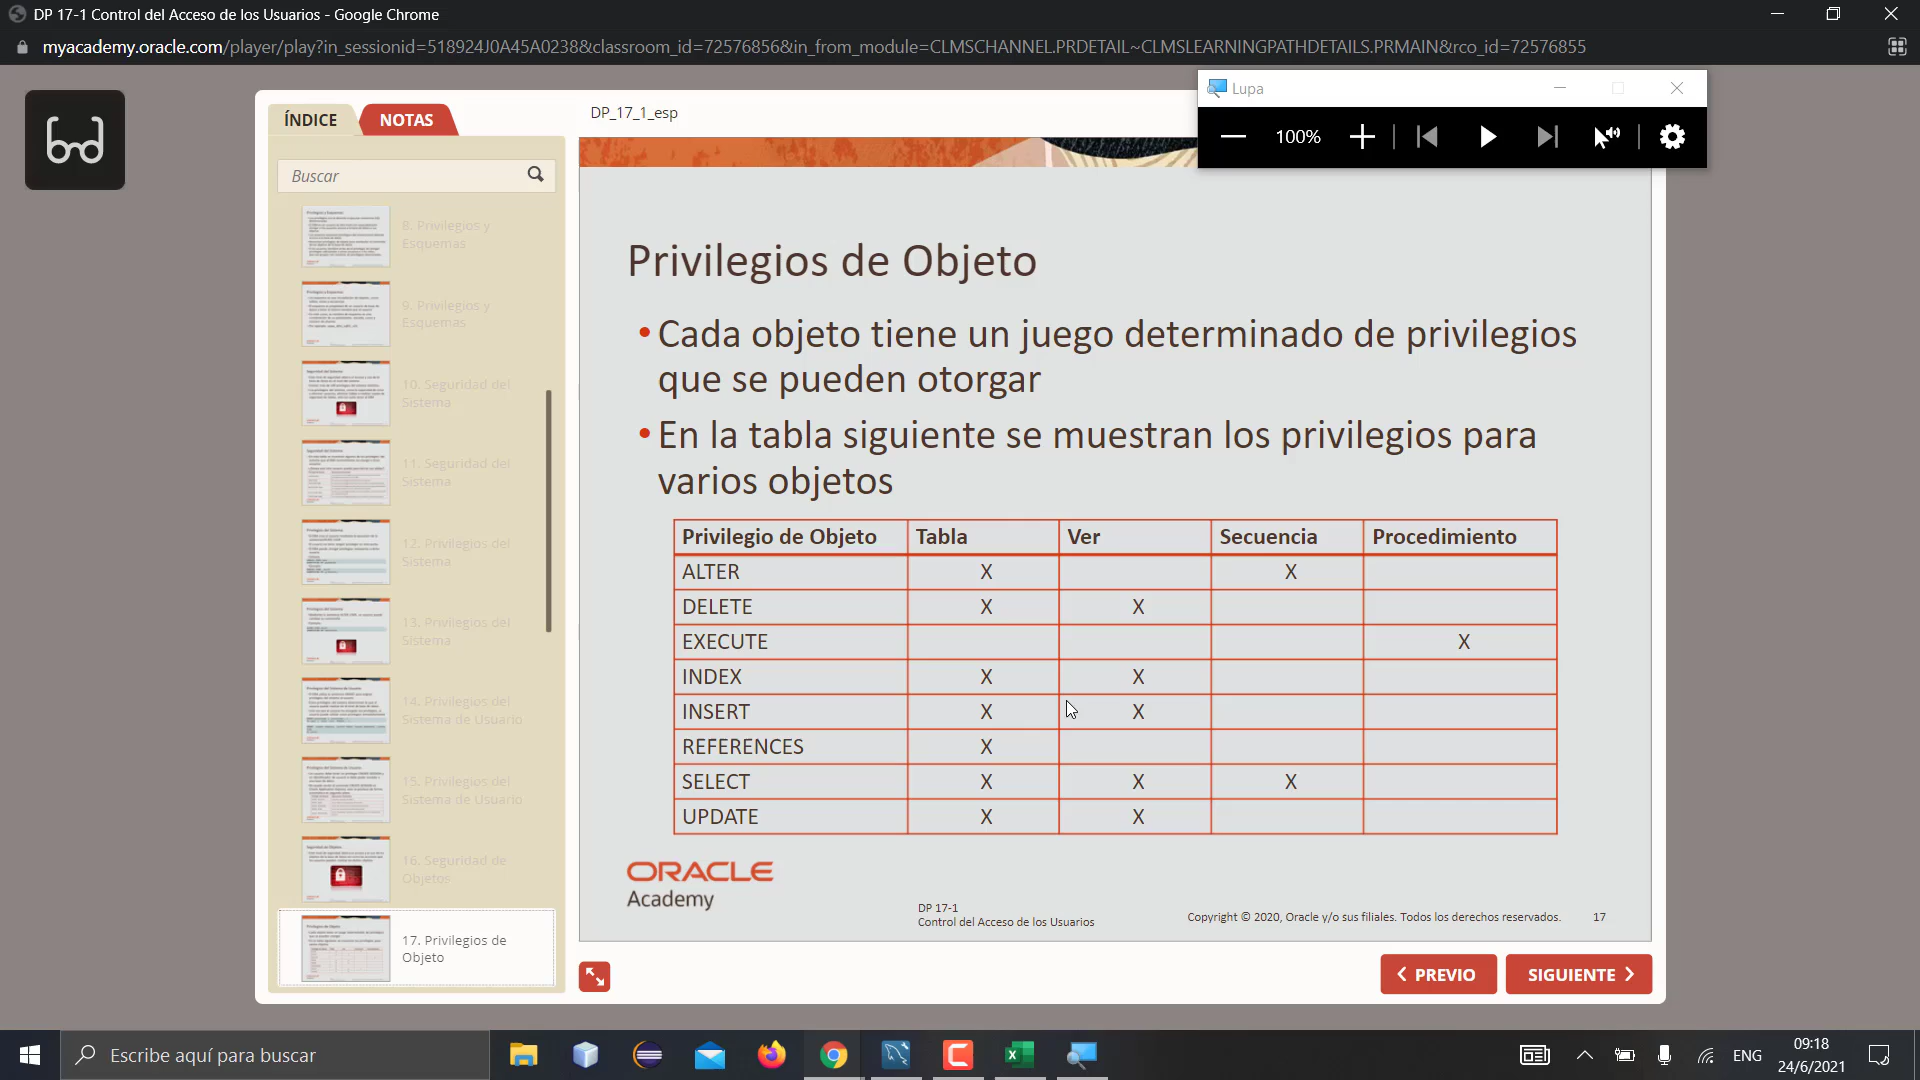 DP 17-1 Control del Acceso de los Usuarios - Google Chrome
myacademy.oracle.com/player/play?in_sessionid=518924J0A45A0238&classroom_id=72576856&in_from_module=CLMSCHANNEL.PRDETAIL~CLMSLEARNINGPATHDETAILS.PRMAIN&rco_id=72576855
Lupa
100%
ÍNDICE
NOTAS
DP_17_1_esp
Buscar
8. Privilegios y
Esquemas
9. Privilegios y
Esquemas
10. Seguridad del
Sistema
11. Seguridad del
Sistema
12. Privilegios del
Sistema
13. Privilegios del
Sistema
14. Privilegios del
Sistema de Usuario
15. Privilegios del
Sistema de Usuario
16. Seguridad de
Objetos
17. Privilegios de
Objeto
Privilegios de Objeto
•Cada objeto tiene un juego determinado de privilegios
que se pueden otorgar
•En la tabla siguiente se muestran los privilegios para
varios objetos
Privilegio de Objeto Tabla Ver Secuencia Procedimiento
ALTER X X
DELETE X X
EXECUTE X
INDEX X X
INSERT X X
REFERENCES X
SELECT X X X
UPDATE X X
ORACLE
Academy
DP 17-1
Control del Acceso de los Usuarios
Copyright © 2020, Oracle y/o sus filiales. Todos los derechos reservados.
17
PREVIO
SIGUIENTE
Escribe aquí para buscar
ENG
09:18
24/6/2021